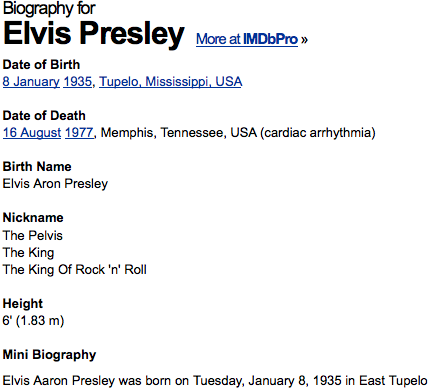 Biography for
Elvis Presley More at IMDbPro »
Date of Birth
8 January 1935, Tupelo, Mississippi, USA
Date of Death
16 August 1977, Memphis, Tennessee, USA (cardiac arrhythmia)
Birth Name
Elvis Aron Presley
Nickname
The Pelvis
The King
The King Of Rock 'n' Roll
Height
6' (1.83 m)
Mini Biography
Elvis Aaron Presley was born on Tuesday, January 8, 1935 in East Tupelo